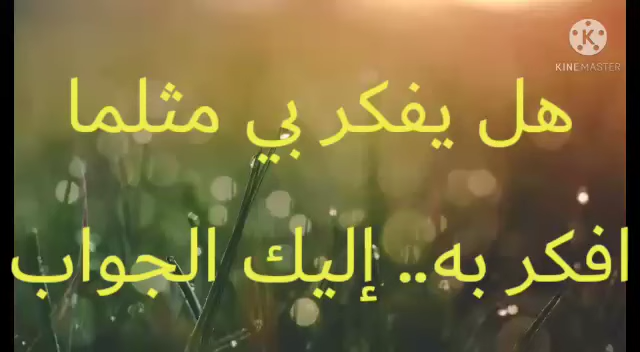 KINEMASTER
هل يفكر بي مثلما
افكر به.. إليك الجواب